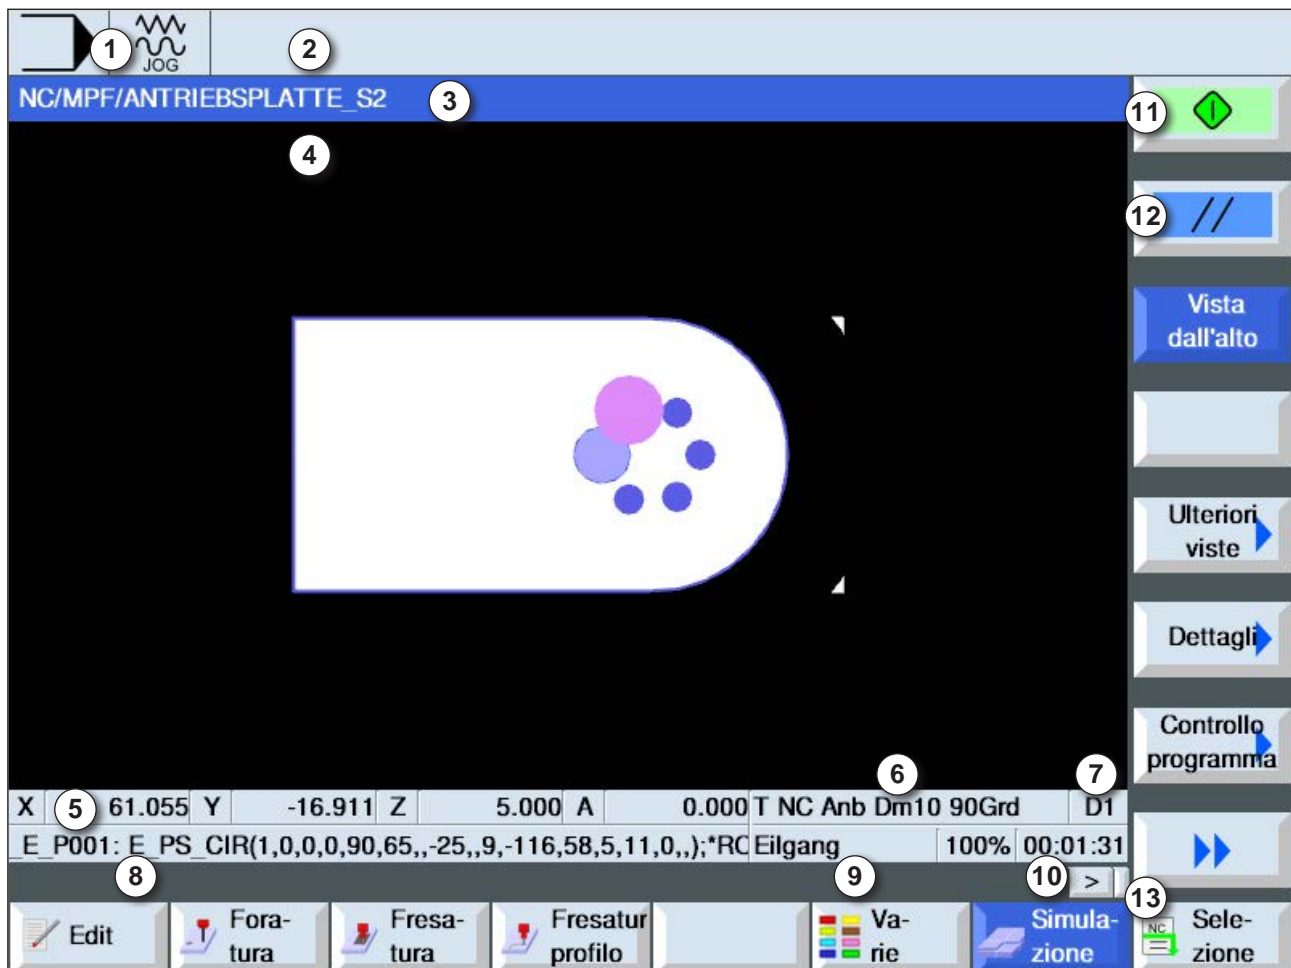 1
JOG
2
NC/MPF/ANTRIEBSPLATTE_S2
3
4
11
12
Vista
dall'alto
Ulteriori
viste
Dettagli
Controllo
programma
6
7
X
5
61.055
Y
-16.911
Z
5.000
A
0.000
T NC Anb Dm10 90Grd
D1
_E_P001: E_PS_CIR(1,0,0,0,90,65,,-25,,9,-116,58,5,11,0,,);*RO
Eilgang
100%
00:01:31
8
9
10
>
13
Edit
Fora-
tura
Fresa-
tura
Fresatur
profilo
Va-
rie
Simula-
zione
NC
Sele-
zione